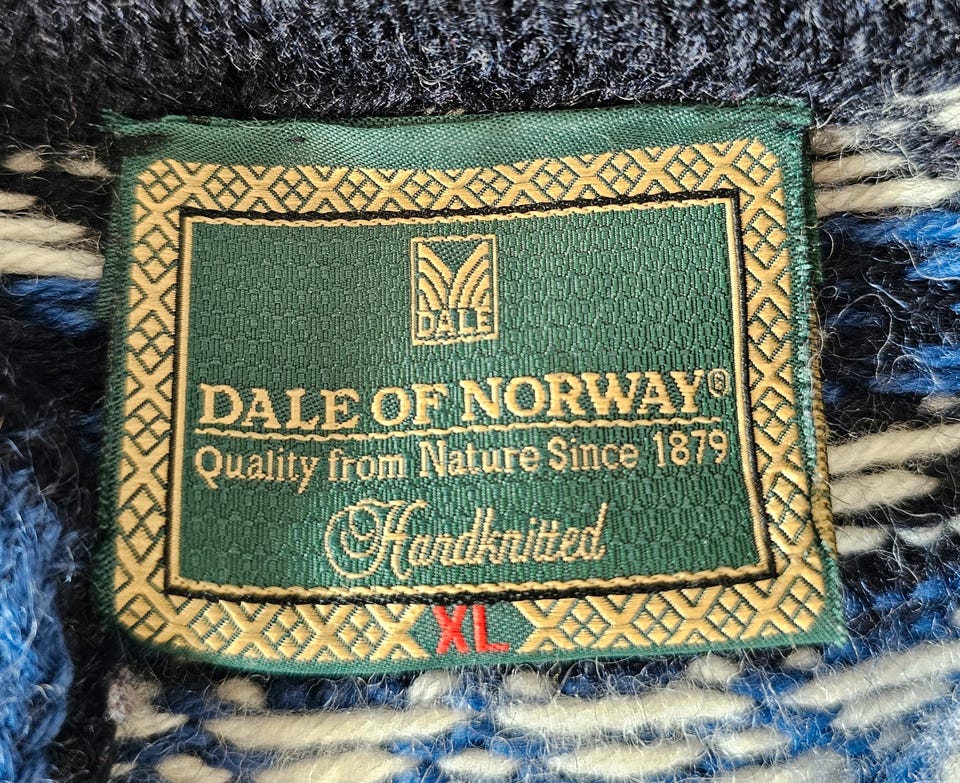 DALE
DALE OF NORWAY®
Quality from Nature Since 1879
Handknitted
XL